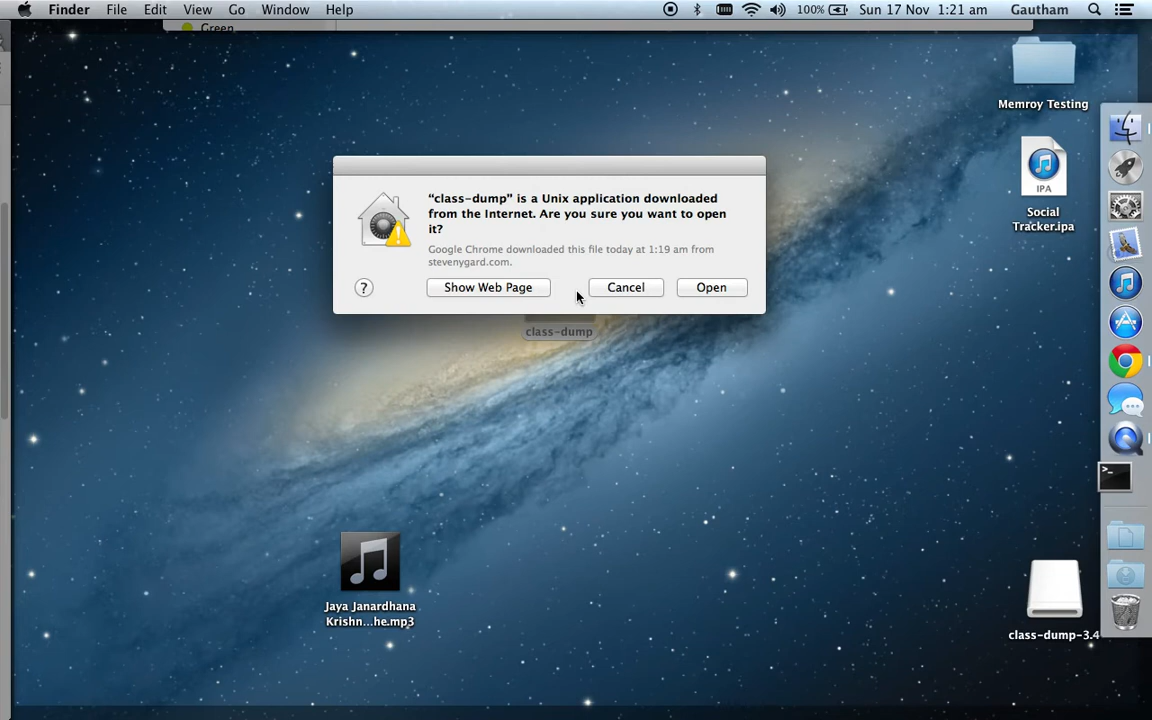 Finder File Edit View Go Window Help 100% Sun 17 Nov 1:21 am Gautham
Green
Memroy Testing
IPA
Social
Tracker.ipa
“class-dump” is a Unix application downloaded
from the Internet. Are you sure you want to open
it?
Google Chrome downloaded this file today at 1:19 am from
stevenygard.com.
? Show Web Page Cancel Open
class-dump
Jaya Janardhana
Krishn...he.mp3
class-dump-3.4